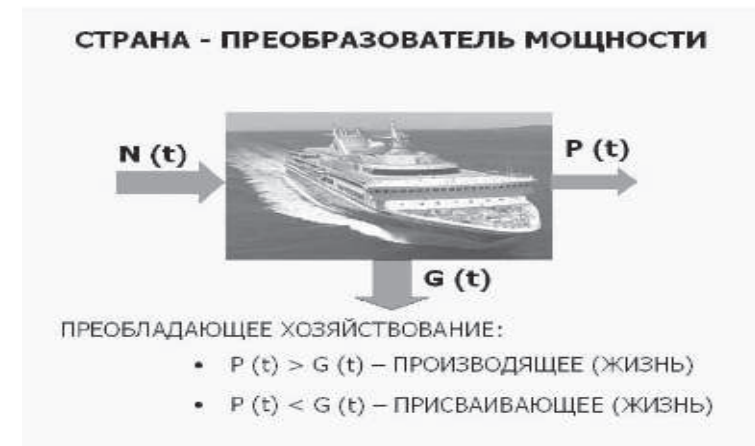 СТРАНА - ПРЕОБРАЗОВАТЕЛЬ МОЩНОСТИ
N (t)
P (t)
G (t)
ПРЕОБЛАДАЮЩЕЕ ХОЗЯЙСТВОВАНИЕ:
• P (t) > G (t) – ПРОИЗВОДЯЩЕЕ (ЖИЗНЬ)
• P (t) < G (t) – ПРИСВАИВАЮЩЕЕ (ЖИЗНЬ)